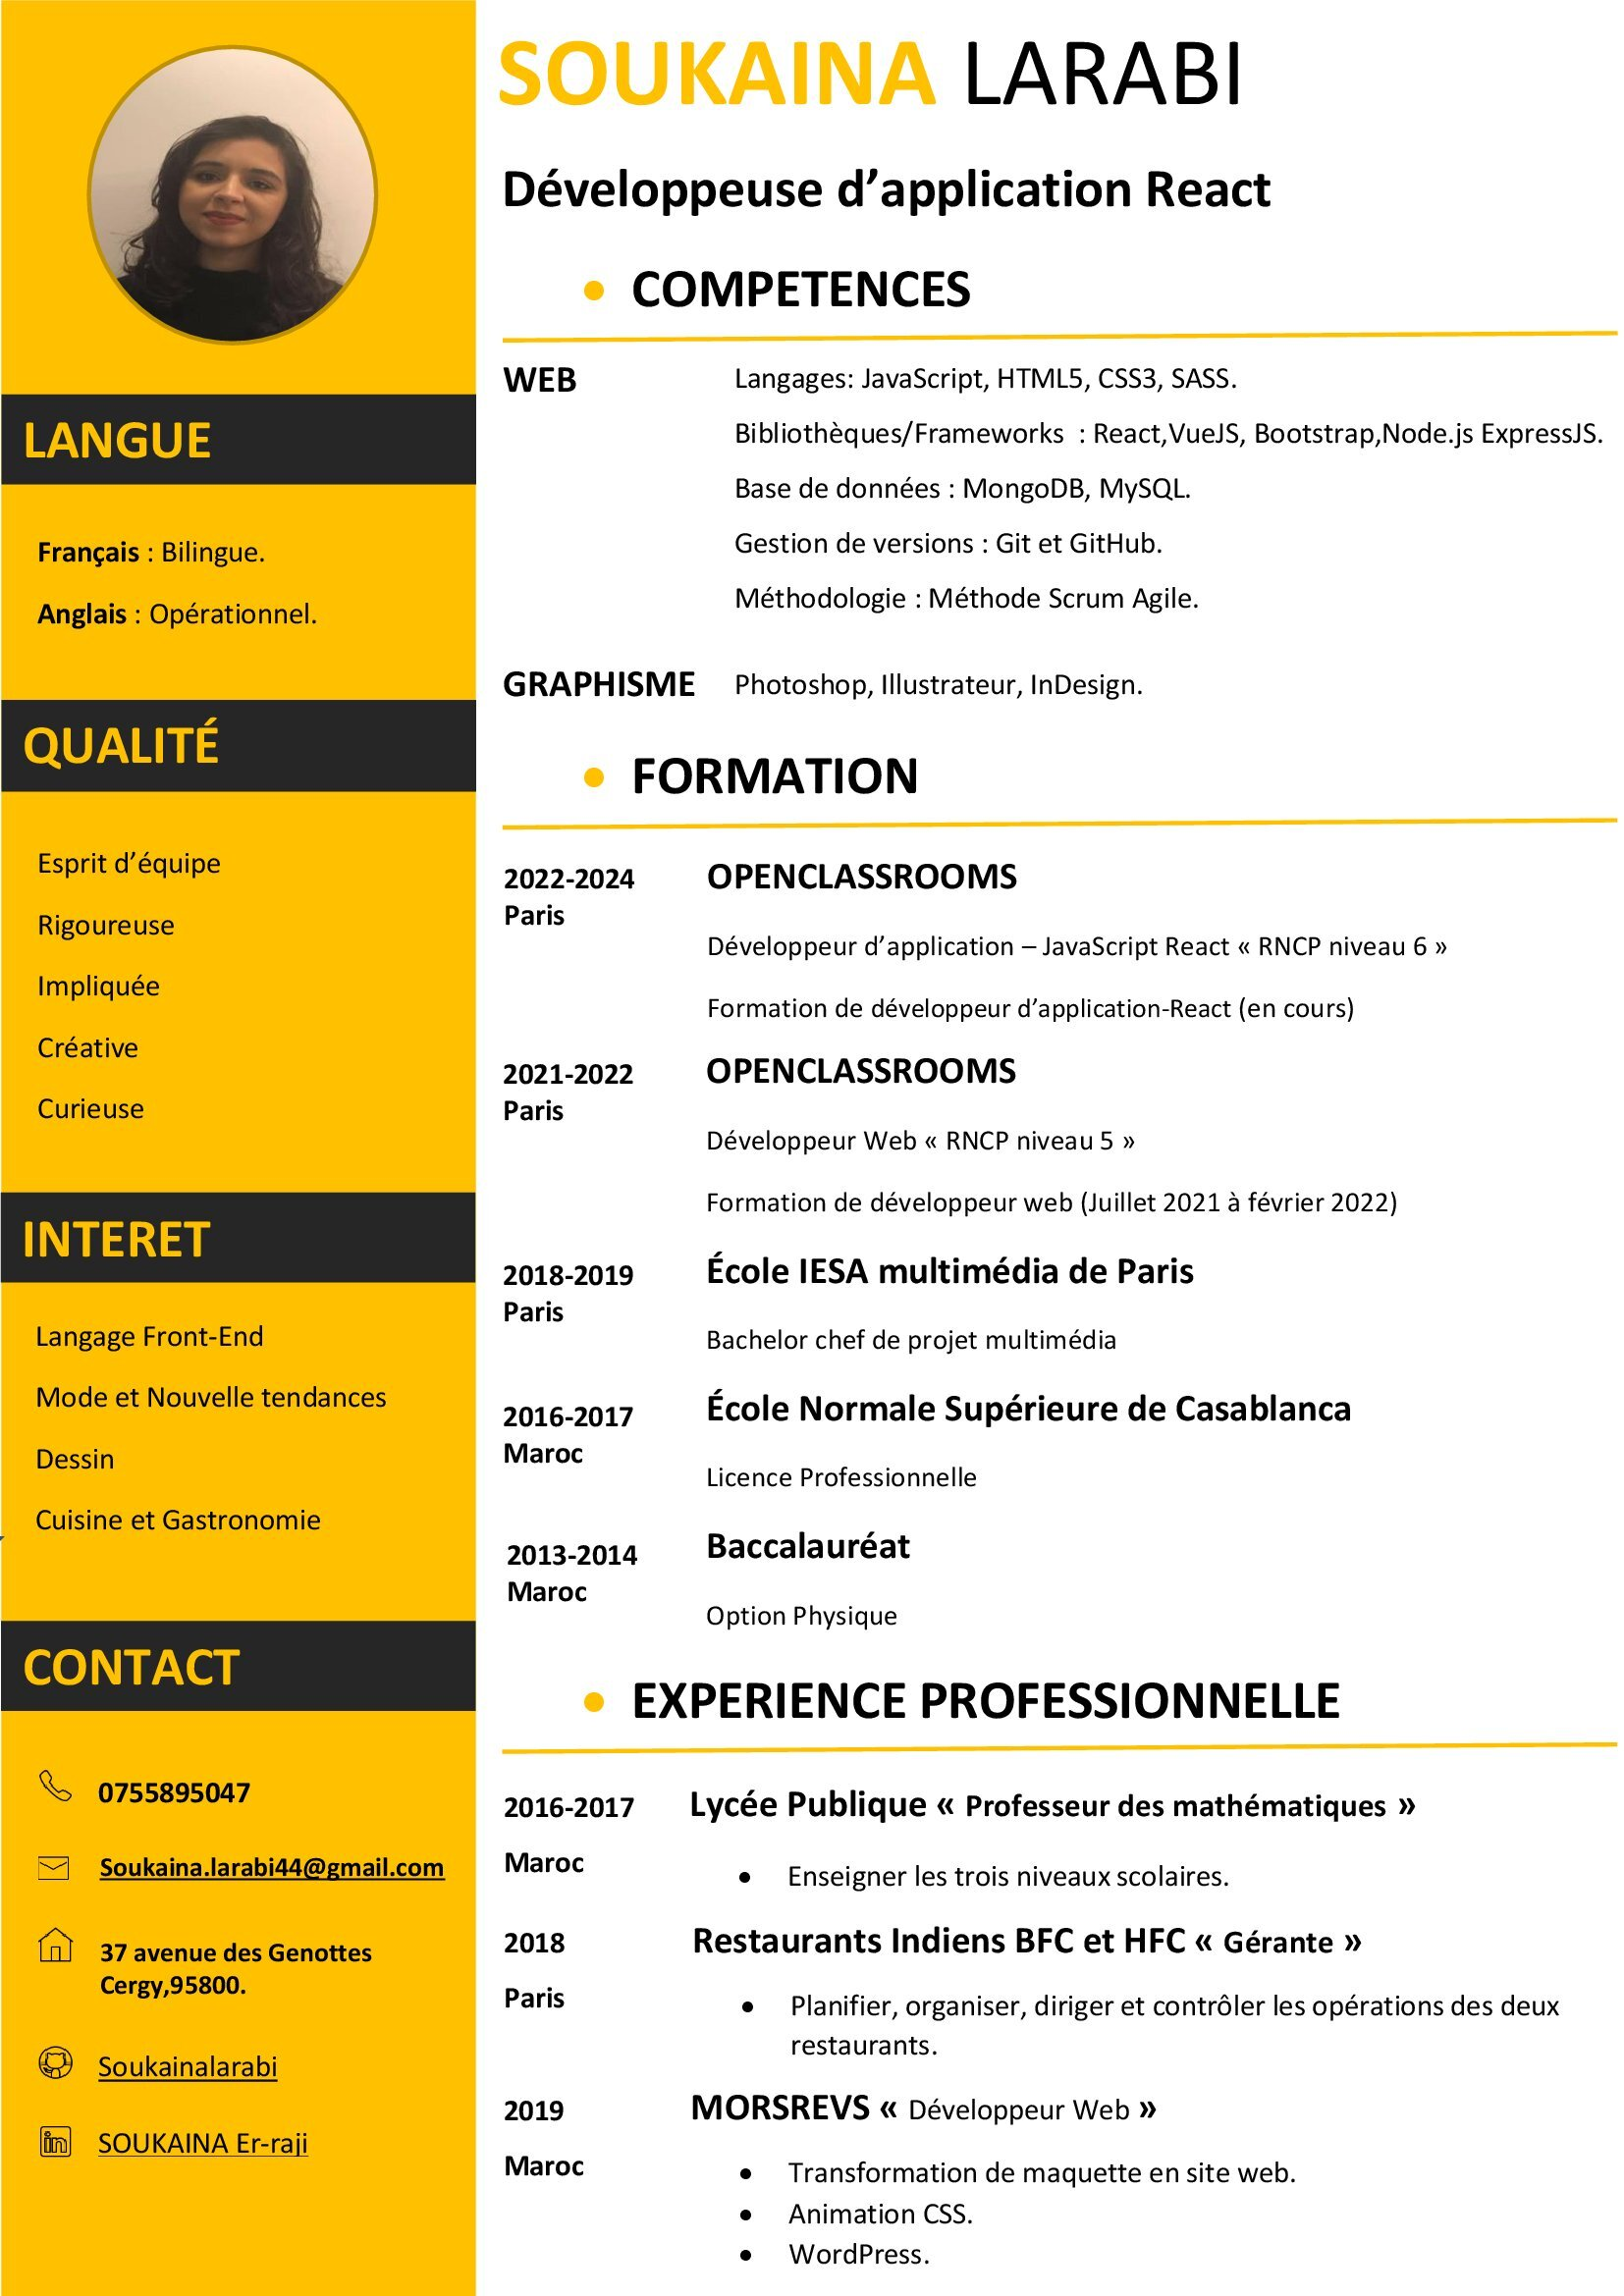 SOUKAINA LARABI
Développeuse d’application React
LANGUE
Français : Bilingue.
Anglais : Opérationnel.
QUALITÉ
Esprit d’équipe
Rigoureuse
Impliquée
Créative
Curieuse
INTERET
Langage Front-End
Mode et Nouvelle tendances
Dessin
Cuisine et Gastronomie
CONTACT
0755895047
Soukaina.larabi44@gmail.com
37 avenue des Genottes
Cergy,95800.
Soukainalarabi
SOUKAINA Er-raji
• COMPETENCES
WEB Langages: JavaScript, HTML5, CSS3, SASS.
Bibliothèques/Frameworks : React,VueJS, Bootstrap,Node.js ExpressJS.
Base de données : MongoDB, MySQL.
Gestion de versions : Git et GitHub.
Méthodologie : Méthode Scrum Agile.
GRAPHISME Photoshop, Illustrateur, InDesign.
• FORMATION
2022-2024 OPENCLASSROOMS
Paris
Développeur d’application – JavaScript React « RNCP niveau 6 »
Formation de développeur d’application-React (en cours)
2021-2022 OPENCLASSROOMS
Paris
Développeur Web « RNCP niveau 5 »
Formation de développeur web (Juillet 2021 à février 2022)
2018-2019 École IESA multimédia de Paris
Paris
Bachelor chef de projet multimédia
2016-2017 École Normale Supérieure de Casablanca
Maroc
Licence Professionnelle
2013-2014 Baccalauréat
Maroc
Option Physique
• EXPERIENCE PROFESSIONNELLE
2016-2017 Lycée Publique « Professeur des mathématiques »
Maroc
• Enseigner les trois niveaux scolaires.
2018 Restaurants Indiens BFC et HFC « Gérante »
Paris
• Planifier, organiser, diriger et contrôler les opérations des deux
restaurants.
2019 MORSREVS « Développeur Web »
Maroc
• Transformation de maquette en site web.
• Animation CSS.
• WordPress.